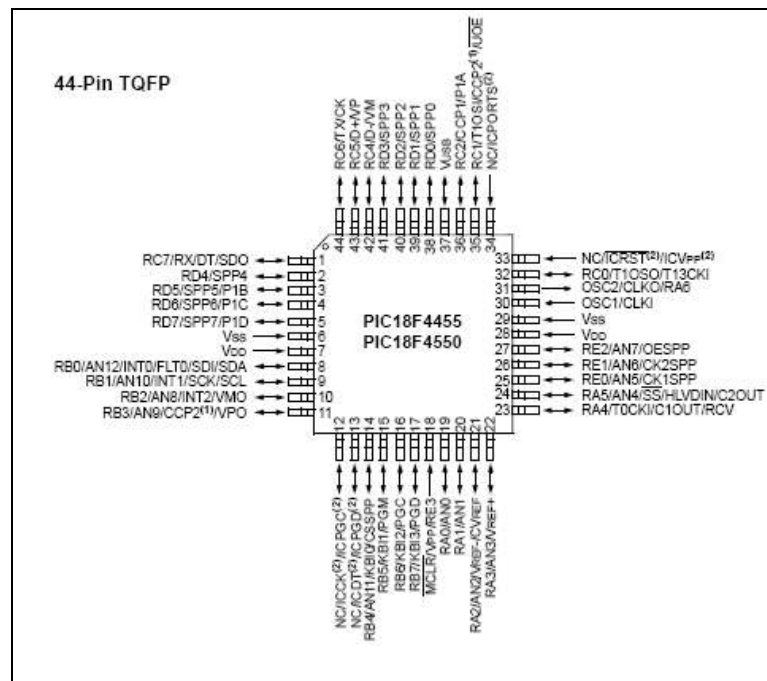 44-Pin TQFP
RC6/TX/CK
RC5/D+/VP
RC4/D-/VM
RD3/SPP3
RD2/SPP2
RD1/SPP1
RD0/SPP0
VUSB
RC2/CCP1/P1A
RC1/T1OSI/CCP2(1)/UOE
NC/ICPORTS(2)
44
43
42
41
40
39
38
37
36
35
34
RC7/RX/DT/SDO 1
RD4/SPP4 2
RD5/SPP5/P1B 3
RD6/SPP6/P1C 4
RD7/SPP7/P1D 5
VSS 6
VDD 7
RB0/AN12/INT0/FLT0/SDI/SDA 8
RB1/AN10/INT1/SCK/SCL 9
RB2/AN8/INT2/VMO 10
RB3/AN9/CCP2(1)/VPO 11
PIC18F4455
PIC18F4550
33 NC/ICRST(2)/ICVPP(2)
32 RC0/T1OSO/T13CKI
31 OSC2/CLKO/RA6
30 OSC1/CLKI
29 VSS
28 VDD
27 RE2/AN7/OESPP
26 RE1/AN6/CK2SPP
25 RE0/AN5/CK1SPP
24 RA5/AN4/SS/HLVDIN/C2OUT
23 RA4/T0CKI/C1OUT/RCV
12
13
14
15
16
17
18
19
20
21
22
NC/ICCK(2)/ICPGC(2)
NC/ICDT(2)/ICPGD(2)
RB4/AN11/KBI0/CSSPP
RB5/KBI1/PGM
RB6/KBI2/PGC
RB7/KBI3/PGD
MCLR/VPP/RE3
RA0/AN0
RA1/AN1
RA2/AN2/VREF-/CVREF
RA3/AN3/VREF+